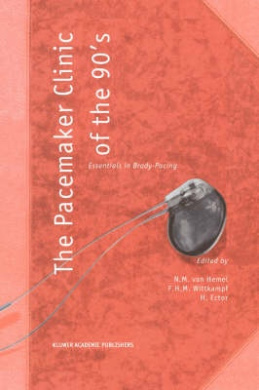 The Pacemaker Clinic
of the 90's
Essentials in Brady-Pacing
Edited by
N.M. van Hemel
F.H.M. Wittkampf
H. Ector
KLUWER ACADEMIC PUBLISHERS